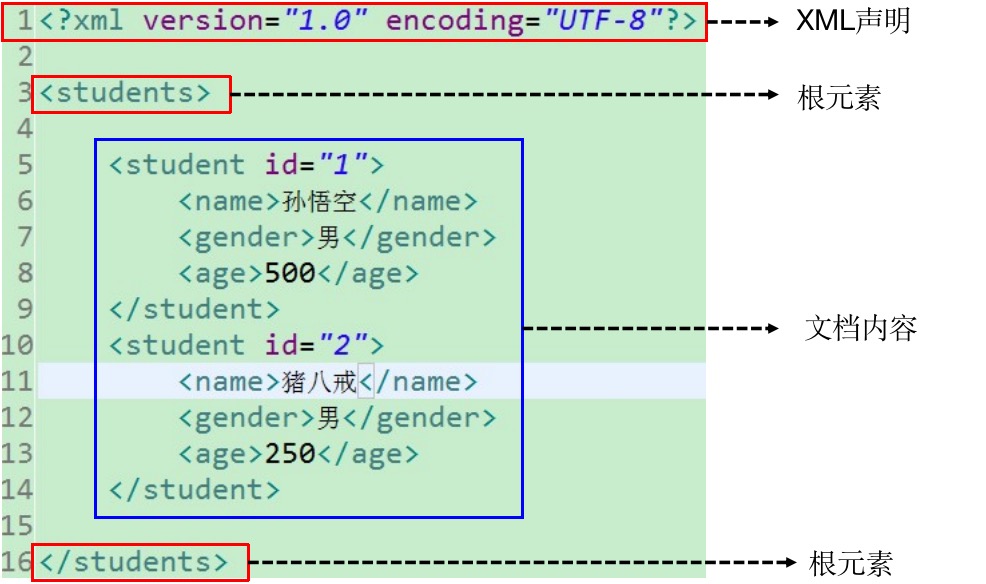 1 <?xml version="1.0" encoding="UTF-8"?> XML声明
2
3 <students> 根元素
4
5 <student id="1">
6 <name>孙悟空</name>
7 <gender>男</gender>
8 <age>500</age>
9 </student> 文档内容
10 <student id="2">
11 <name>猪八戒</name>
12 <gender>男</gender>
13 <age>250</age>
14 </student>
15
16 </students> 根元素